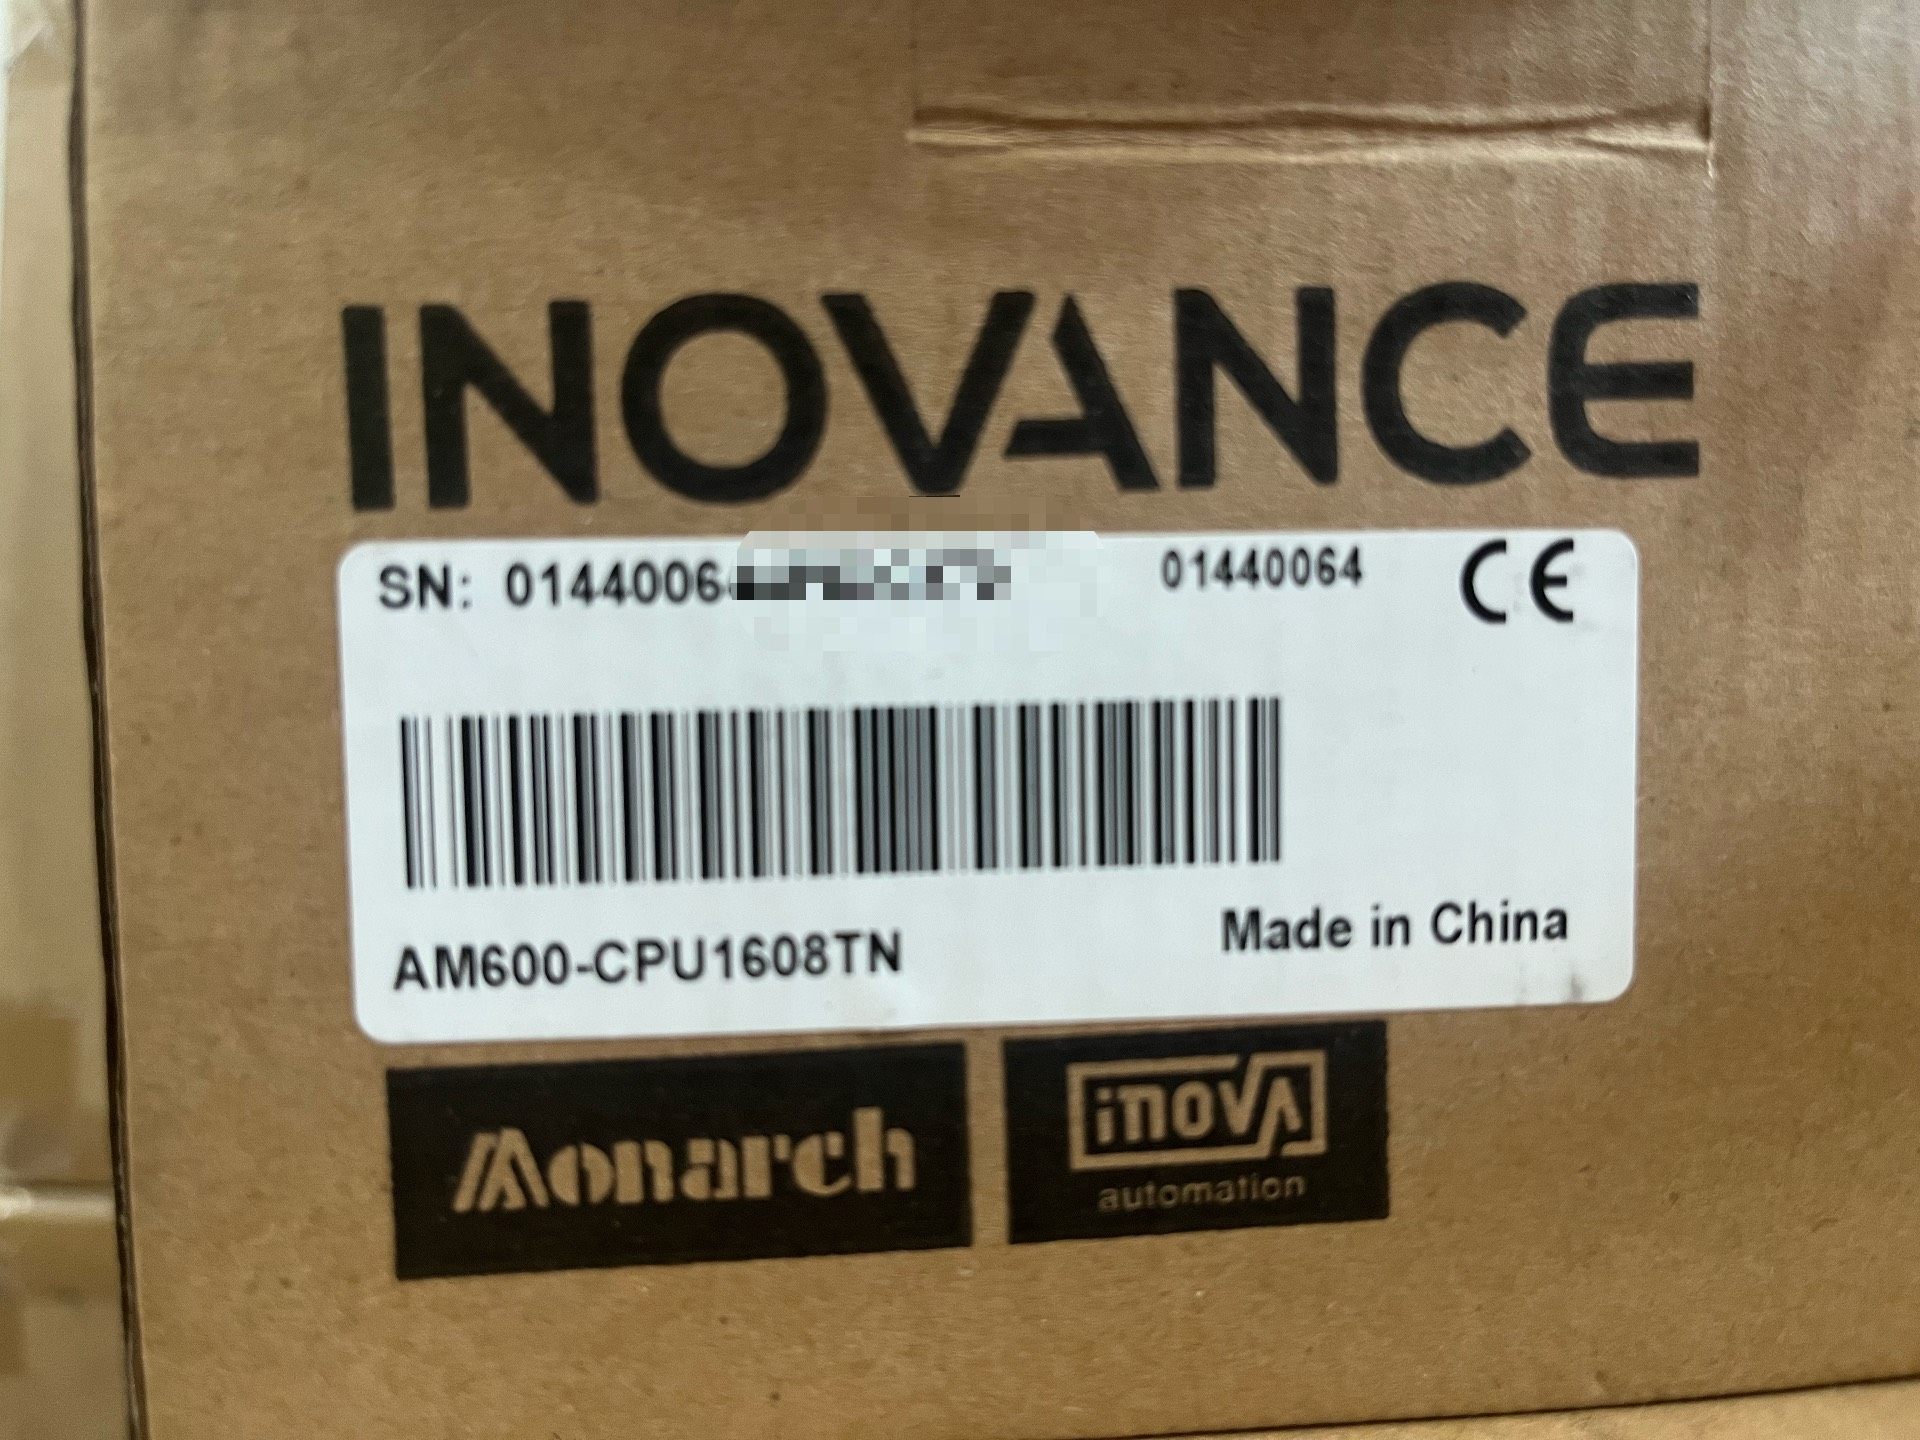 INOVANCE
SN: 0144006 01440064 CE
AM600-CPU1608TN Made in China
Monarch inovA
automation